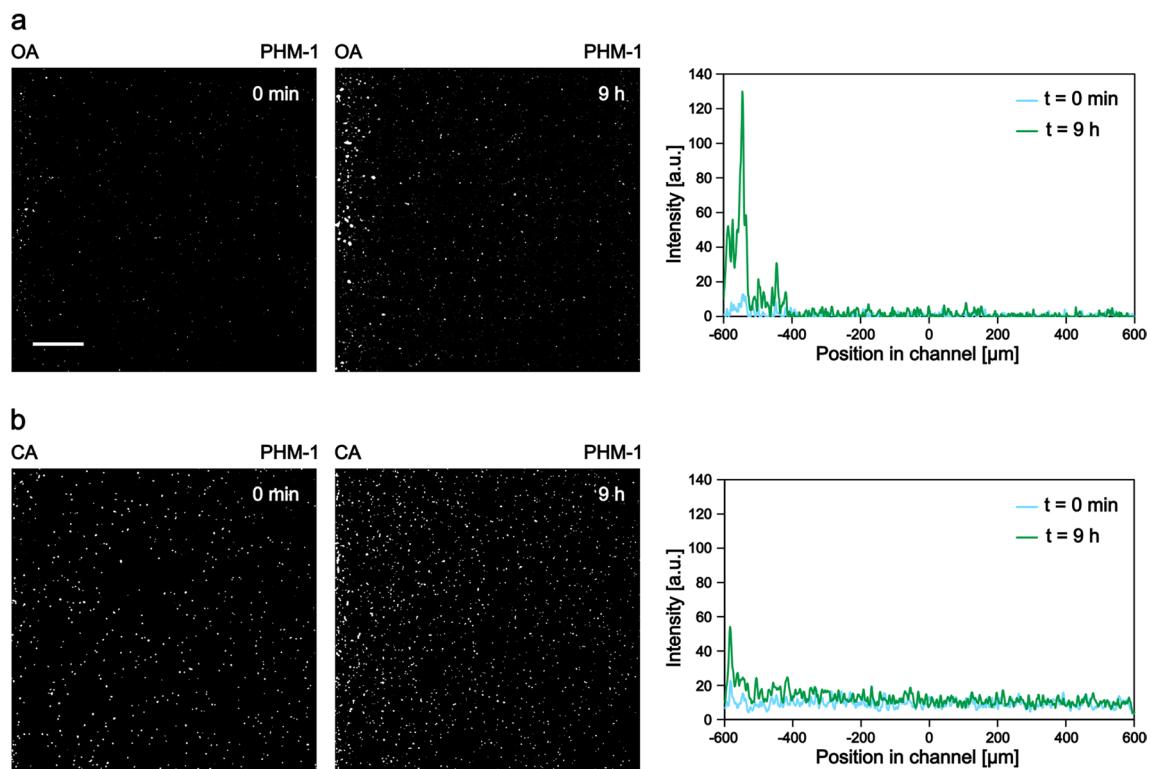 a
OA PHM-1 OA PHM-1
0 min 9 h
140
120
100
80
60
40
20
0
Intensity [a.u.]
t = 0 min
t = 9 h
-600 -400 -200 0 200 400 600
Position in channel [µm]
b
CA PHM-1 CA PHM-1
0 min 9 h
140
120
100
80
60
40
20
0
Intensity [a.u.]
t = 0 min
t = 9 h
-600 -400 -200 0 200 400 600
Position in channel [µm]